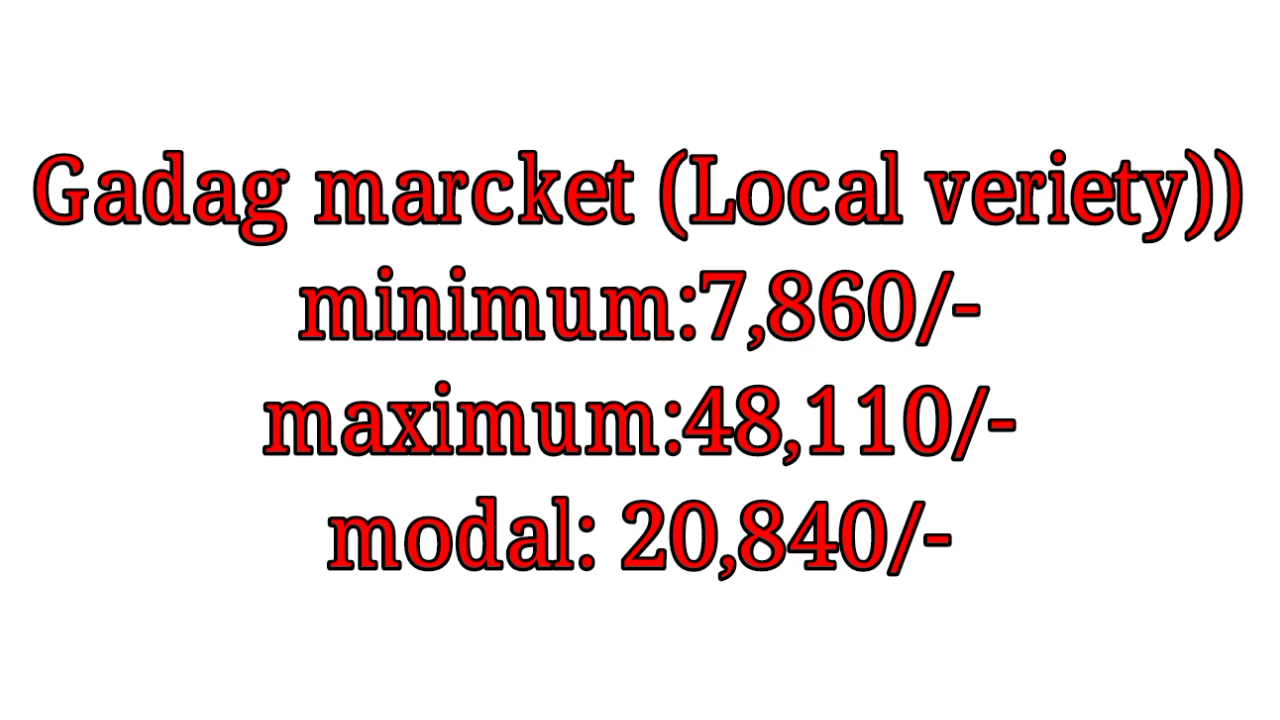 Gadag marcket (Local veriety))
minimum:7,860/-
maximum:48,110/-
modal: 20,840/-